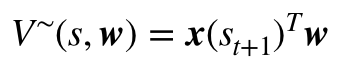 V~(s, w) = x(s_{t+1})^T w